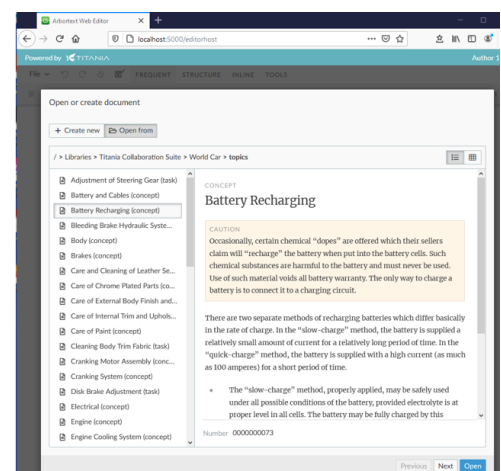 Arbortext Web Editor
localhost:5000/editorhost
Powered by TITANIA
Author 1
File
FREQUENT STRUCTURE INLINE TOOLS
Open or create document
+ Create new
Open from
/ > Libraries > Titania Collaboration Suite > World Car > topics
Adjustment of Steering Gear (task)
Battery and Cables (concept)
Battery Recharging (concept)
Bleeding Brake Hydraulic Syste...
Body (concept)
Brakes (concept)
Care and Cleaning of Leather Se...
Care of Chrome Plated Parts (co...
Care of External Body Finish and...
Care of Internal Trim and Uphols...
Care of Paint (concept)
Cleaning Body Trim Fabric (task)
Cranking Motor Assembly (conc...
Cranking System (concept)
Disk Brake Adjustment (task)
Electrical (concept)
Engine (concept)
Engine Cooling System (concept)
CONCEPT
Battery Recharging
CAUTION
Occasionally, certain chemical “dopes” are offered which their sellers
claim will “recharge” the battery when put into the battery cells. Such
chemical substances are harmful to the battery and must never be used.
Use of such material voids all battery warranty. The only way to charge a
battery is to connect it to a charging circuit.
There are two separate methods of recharging batteries which differ basically
in the rate of charge. In the “slow-charge” method, the battery is supplied a
relatively small amount of current for a relatively long period of time. In the
“quick-charge” method, the battery is supplied with a high current (as much
as 100 amperes) for a short period of time.
• The “slow-charge” method, properly applied, may be safely used
under all possible conditions of the battery, provided electrolyte is at
proper level in all cells. The battery may be fully charged by this
Number 0000000073
Previous Next Open